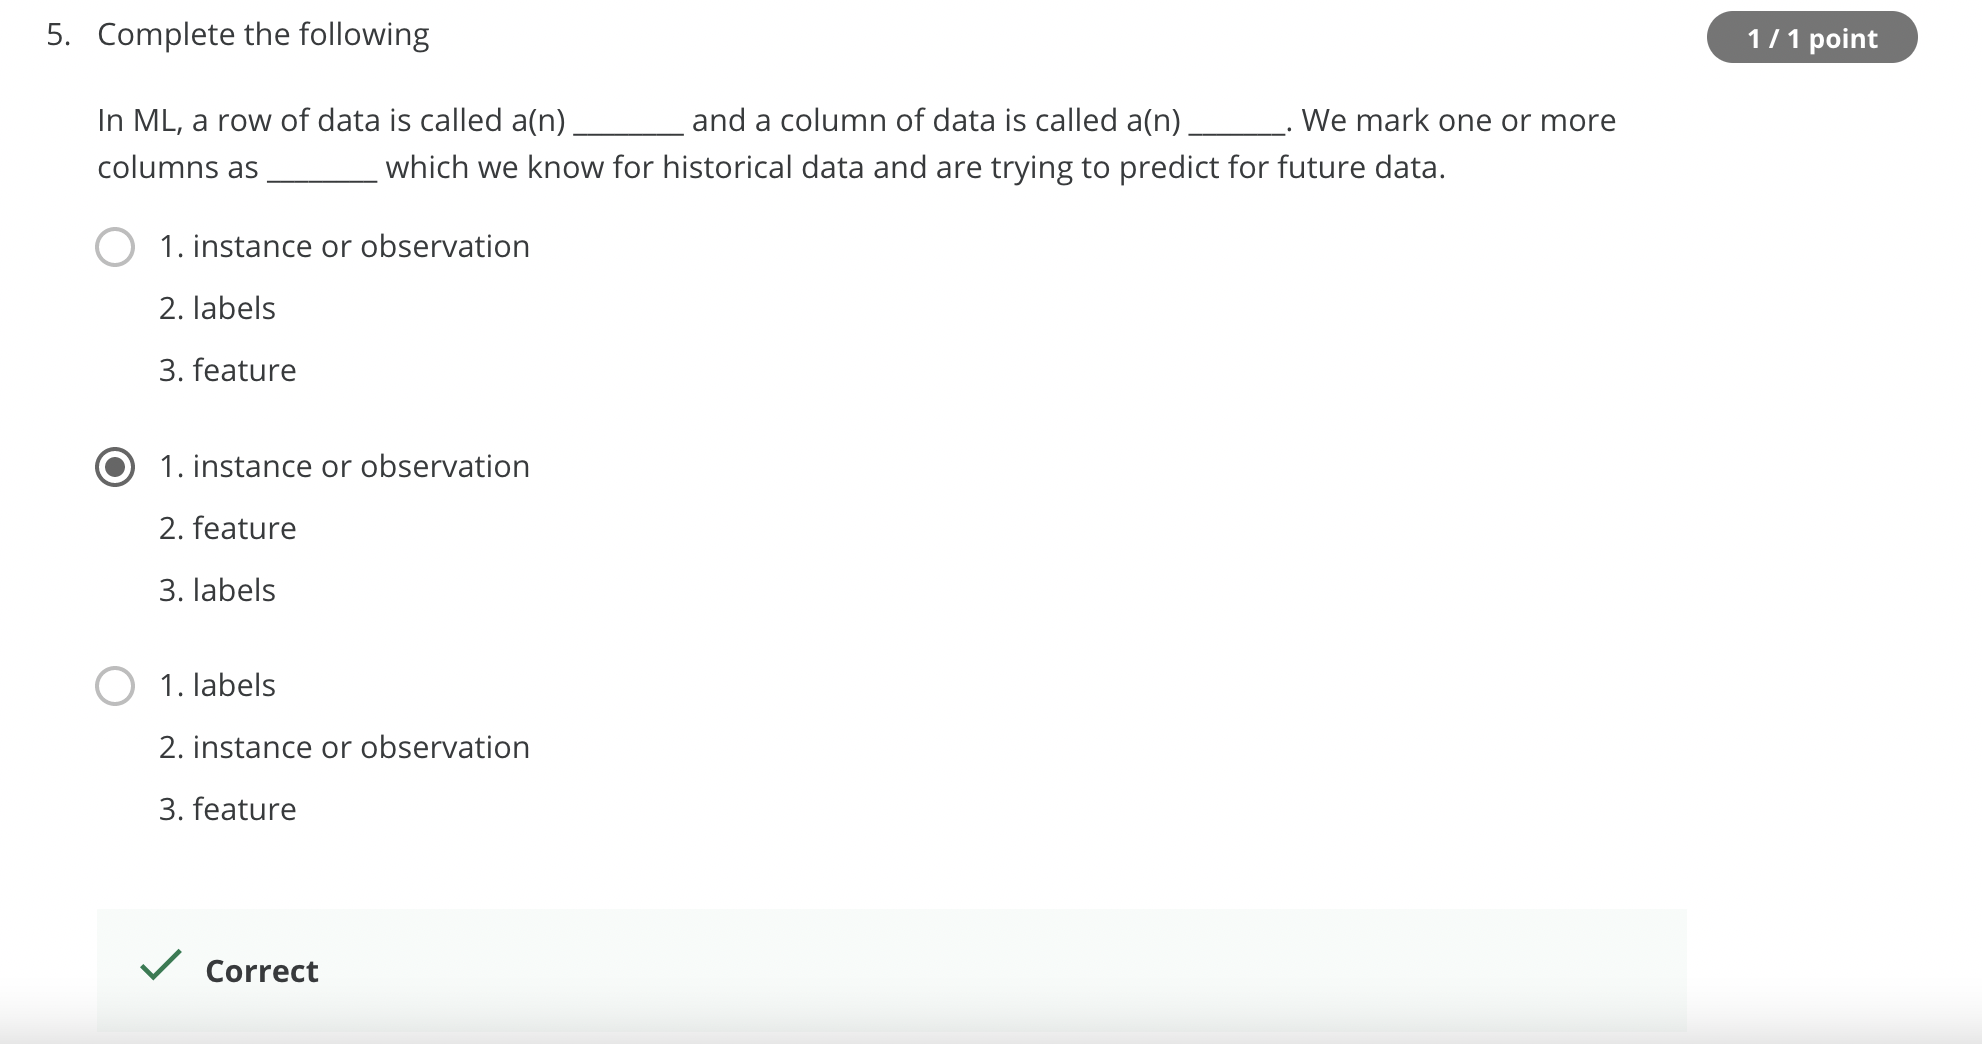 5. Complete the following
1 / 1 point
In ML, a row of data is called a(n) ________ and a column of data is called a(n) _______. We mark one or more
columns as ________ which we know for historical data and are trying to predict for future data.
1. instance or observation
2. labels
3. feature
1. instance or observation
2. feature
3. labels
1. labels
2. instance or observation
3. feature
Correct